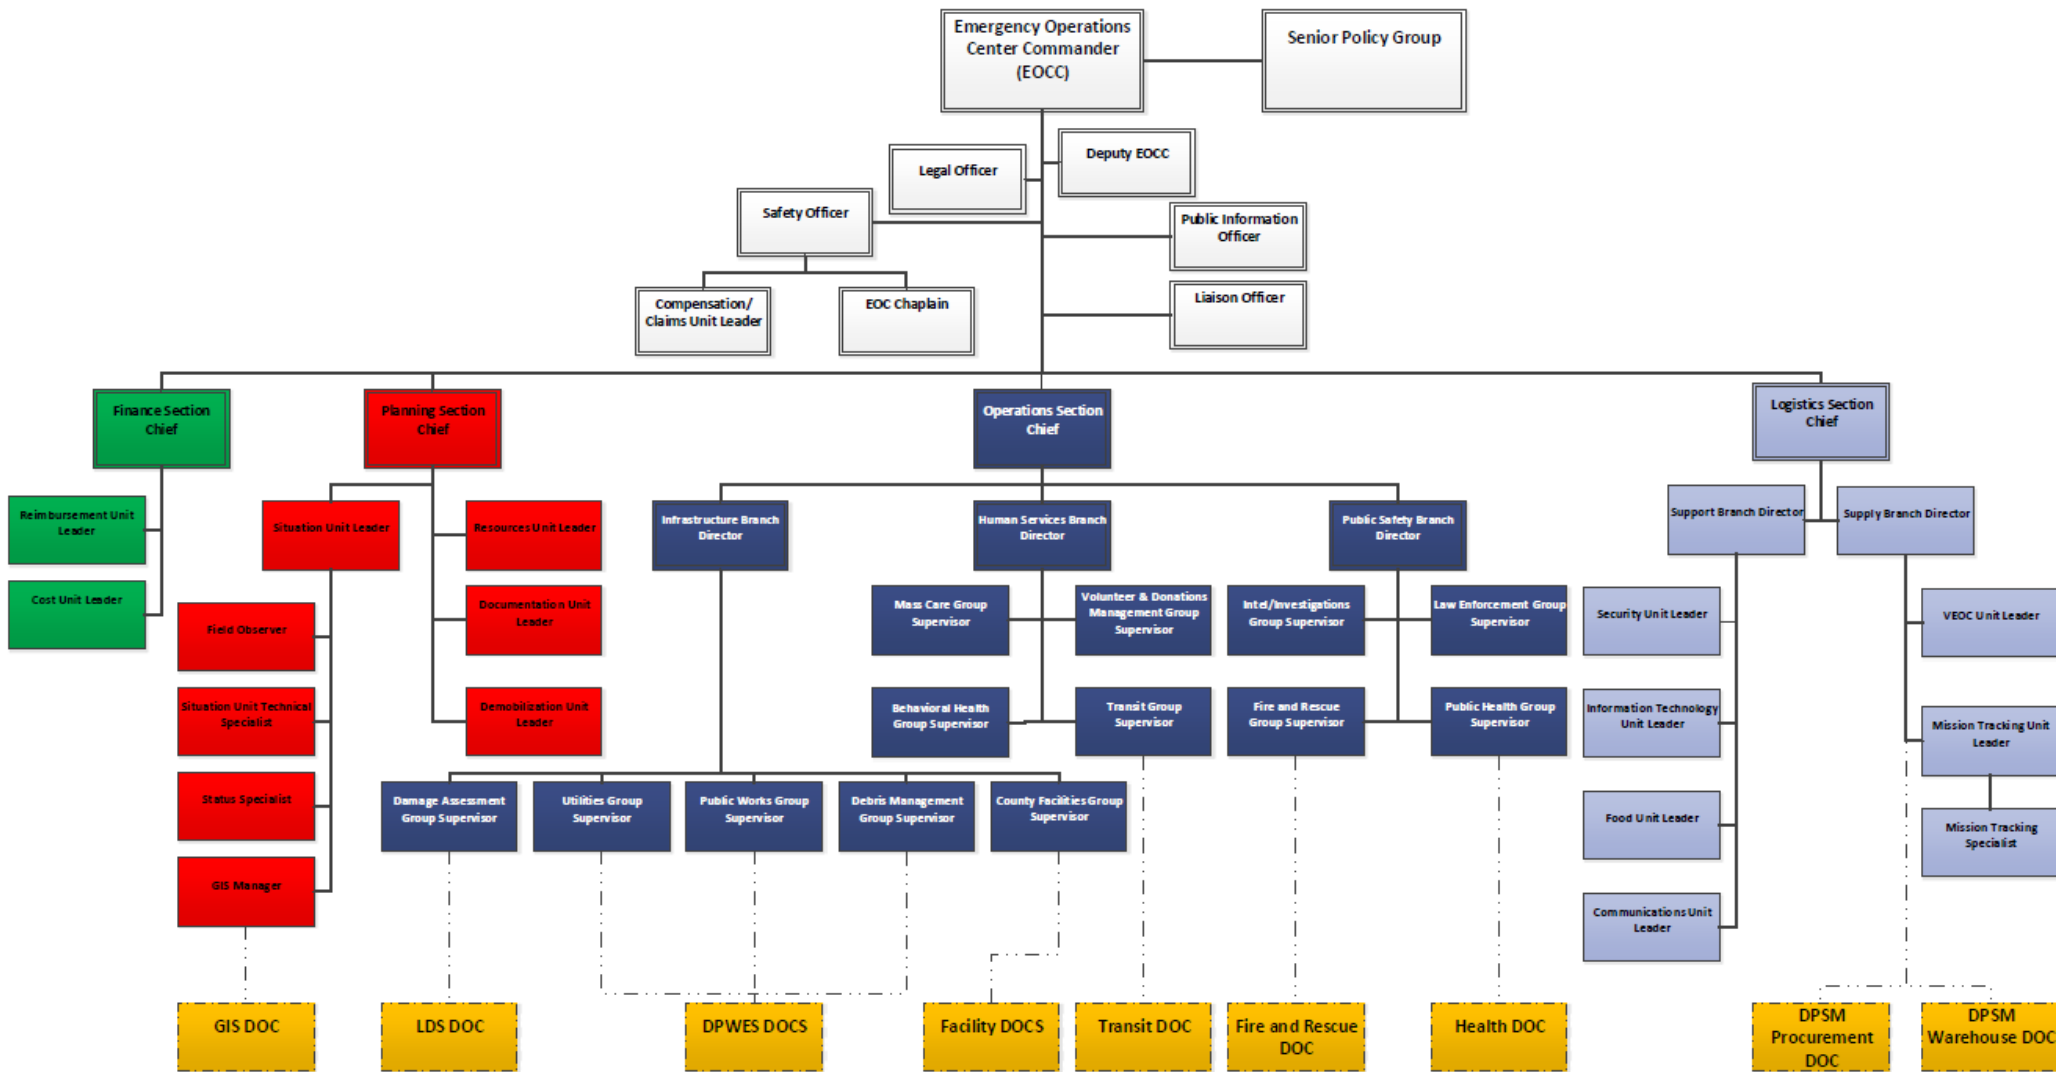 Emergency Operations
Center Commander
(EOCC)
Senior Policy Group
Deputy EOCC
Legal Officer
Safety Officer
Public Information
Officer
Compensation/
Claims Unit Leader
EOC Chaplain
Liaison Officer
Finance Section
Chief
Planning Section
Chief
Operations Section
Chief
Logistics Section
Chief
Reimbursement Unit
Leader
Cost Unit Leader
Situation Unit Leader
Resources Unit Leader
Documentation Unit
Leader
Demobilization Unit
Leader
Field Observer
Situation Unit Technical
Specialist
Status Specialist
GIS Manager
Infrastructure Branch
Director
Human Services Branch
Director
Public Safety Branch
Director
Mass Care Group
Supervisor
Volunteer & Donations
Management Group
Supervisor
Behavioral Health
Group Supervisor
Transit Group
Supervisor
Intel/Investigations
Group Supervisor
Law Enforcement Group
Supervisor
Fire and Rescue
Group Supervisor
Public Health Group
Supervisor
Damage Assessment
Group Supervisor
Utilities Group
Supervisor
Public Works Group
Supervisor
Debris Management
Group Supervisor
County Facilities Group
Supervisor
Support Branch Director
Supply Branch Director
Security Unit Leader
Information Technology
Unit Leader
Food Unit Leader
Communications Unit
Leader
VEOC Unit Leader
Mission Tracking Unit
Leader
Mission Tracking
Specialist
GIS DOC
LDS DOC
DPWES DOCS
Facility DOCS
Transit DOC
Fire and Rescue
DOC
Health DOC
DPSM
Procurement
DOC
DPSM
Warehouse DOC